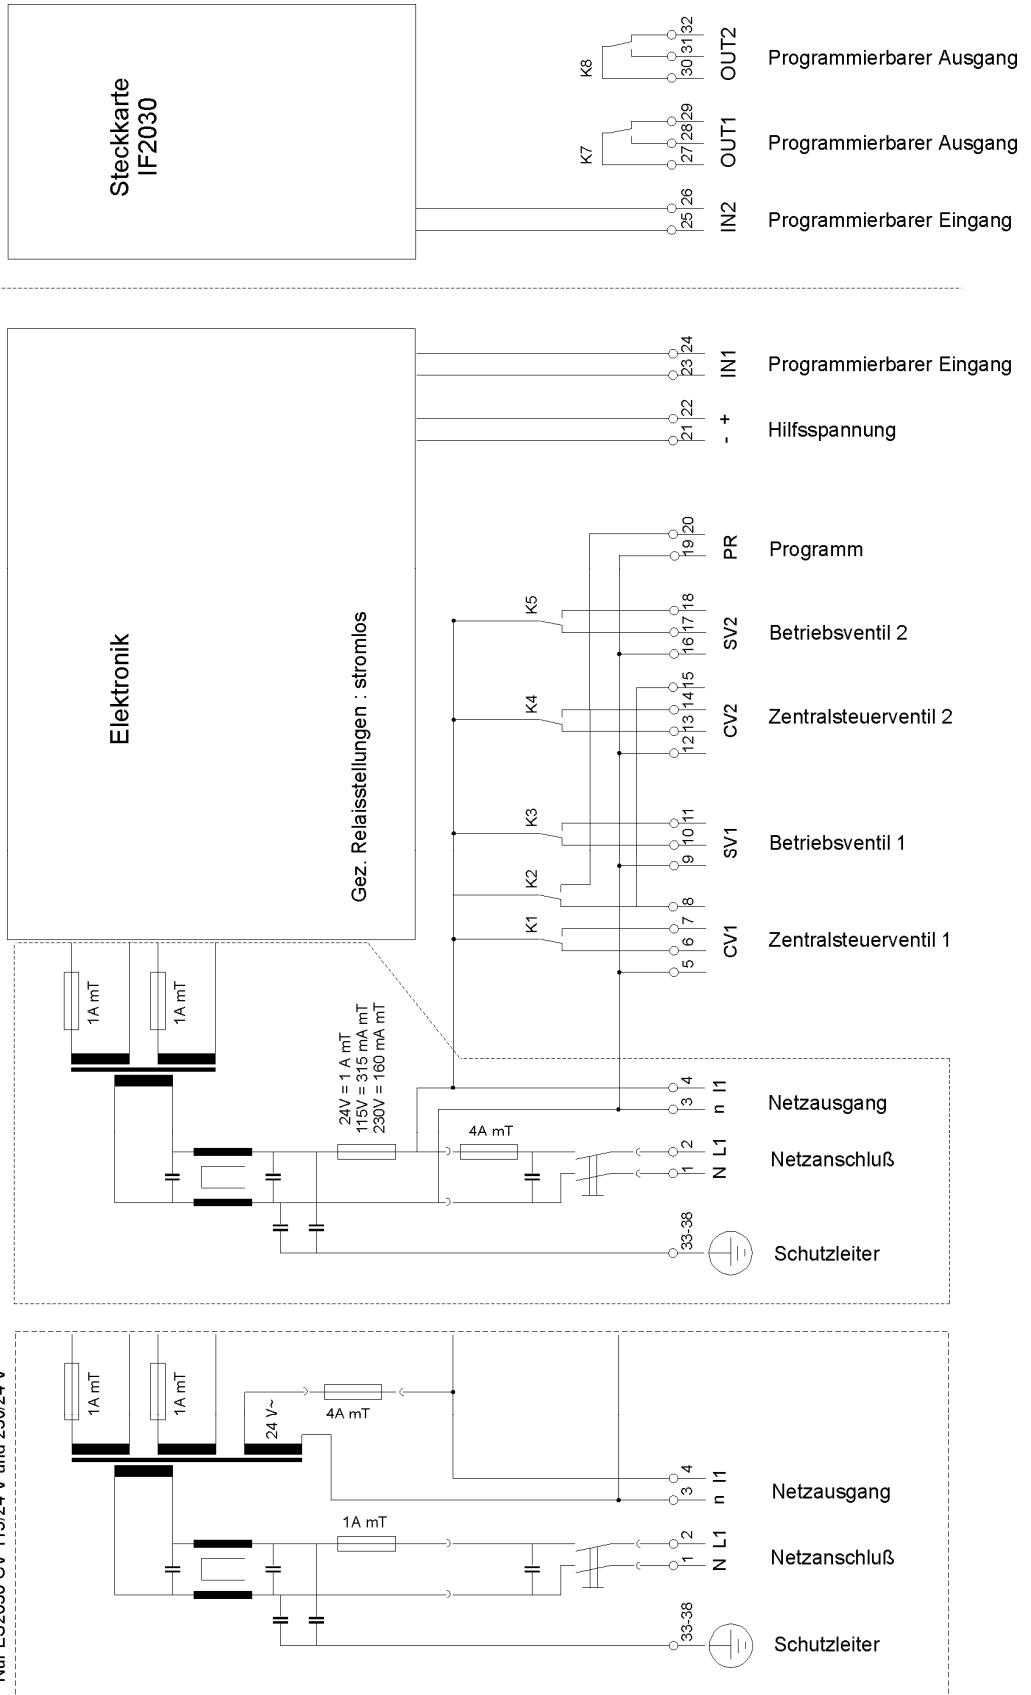 Steckkarte
IF2030
K8
30 31 32
OUT2
Programmierbarer Ausgang
K7
27 28 29
OUT1
Programmierbarer Ausgang
25 26
IN2
Programmierbarer Eingang
Elektronik
Gez. Relaisstellungen : stromlos
23 24
IN1
Programmierbarer Eingang
21 22
- +
Hilfsspannung
19 20
PR
Programm
K5
16 17 18
SV2
Betriebsventil 2
K4
12 13 14 15
CV2
Zentralsteuerventil 2
K3
9 10 11
SV1
Betriebsventil 1
K2
K1
5 6 7 8
CV1
Zentralsteuerventil 1
1A mT
1A mT
24V = 1 A mT
115V = 315 mA mT
230V = 160 mA mT
4A mT
3 4
n l1
Netzausgang
1 2
N L1
Netzanschluß
33-38
Schutzleiter
1A mT
1A mT
24 V~
4A mT
1A mT
3 4
n l1
Netzausgang
1 2
N L1
Netzanschluß
33-38
Schutzleiter